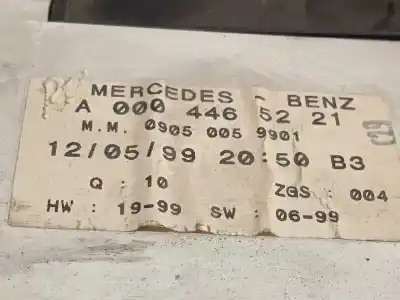 MERCEDES - BENZ
A 000 446 52 21
M.M. 0905 005 9901
12/05/99 20:50 B3
Q : 10 ZGS : 004
HW : 19-99 SW : 06-99